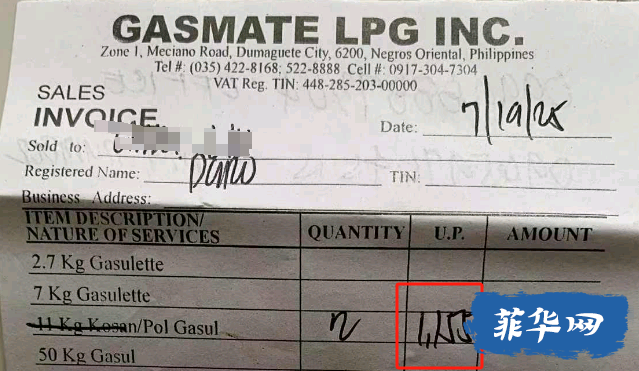 GASMATE LPG INC.
Zone 1, Meciano Road, Dumaguete City, 6200, Negros Oriental, Philippines
Tel #: (035) 422-8168; 522-8888 Cell #: 0917-304-7304
VAT Reg. TIN: 448-285-203-00000
SALES
INVOICE
Date: 7/19/25
Sold to:
Registered Name:
TIN:
Business Address:
ITEM DESCRIPTION/ NATURE OF SERVICES QUANTITY U.P. AMOUNT
2.7 Kg Gasulette
7 Kg Gasulette
11 Kg Kosan/Pol Gasul
50 Kg Gasul
菲华网